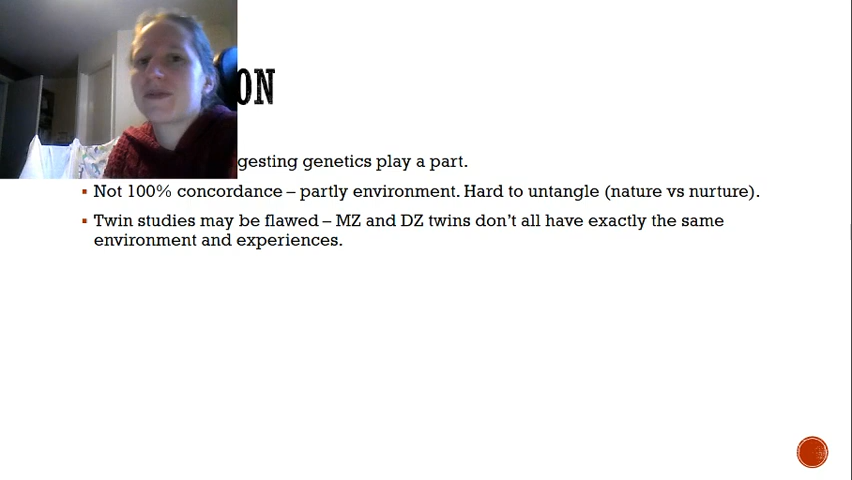 ON
gesting genetics play a part.
▪ Not 100% concordance – partly environment. Hard to untangle (nature vs nurture).
▪ Twin studies may be flawed – MZ and DZ twins don't all have exactly the same
environment and experiences.